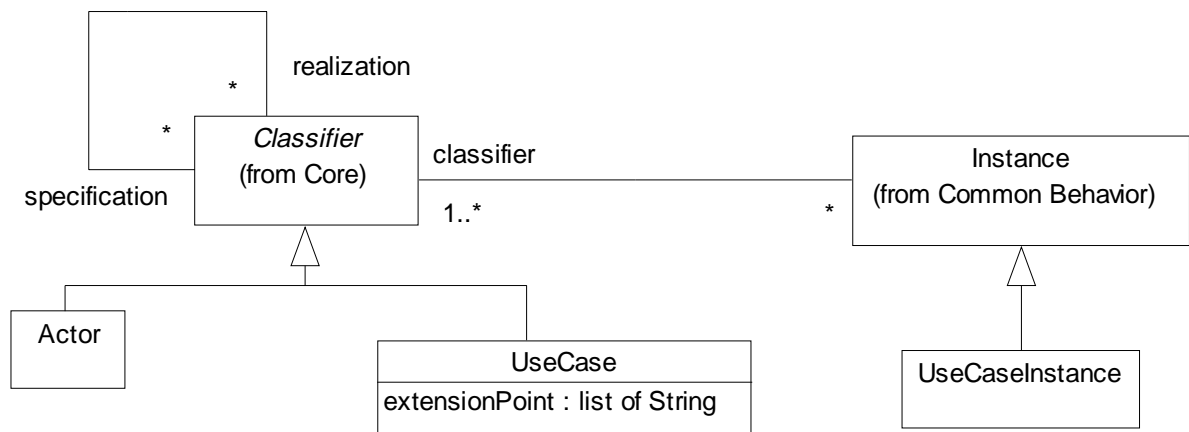 realization
*
*
Classifier
(from Core)
specification
classifier
1..*
*
Instance
(from Common Behavior)
Actor
UseCase
extensionPoint : list of String
UseCaseInstance